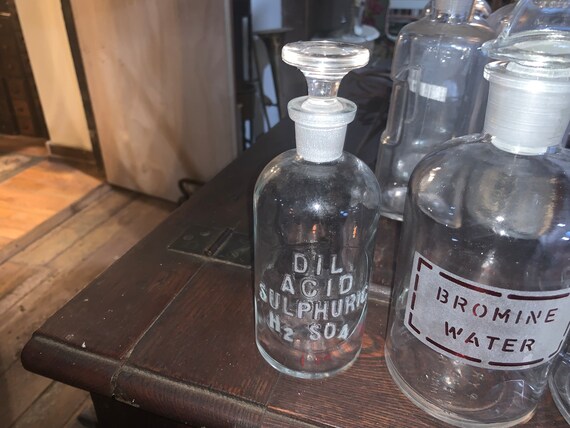 DIL.
ACID
SULPHURIC
H2 SO4
BROMINE
WATER